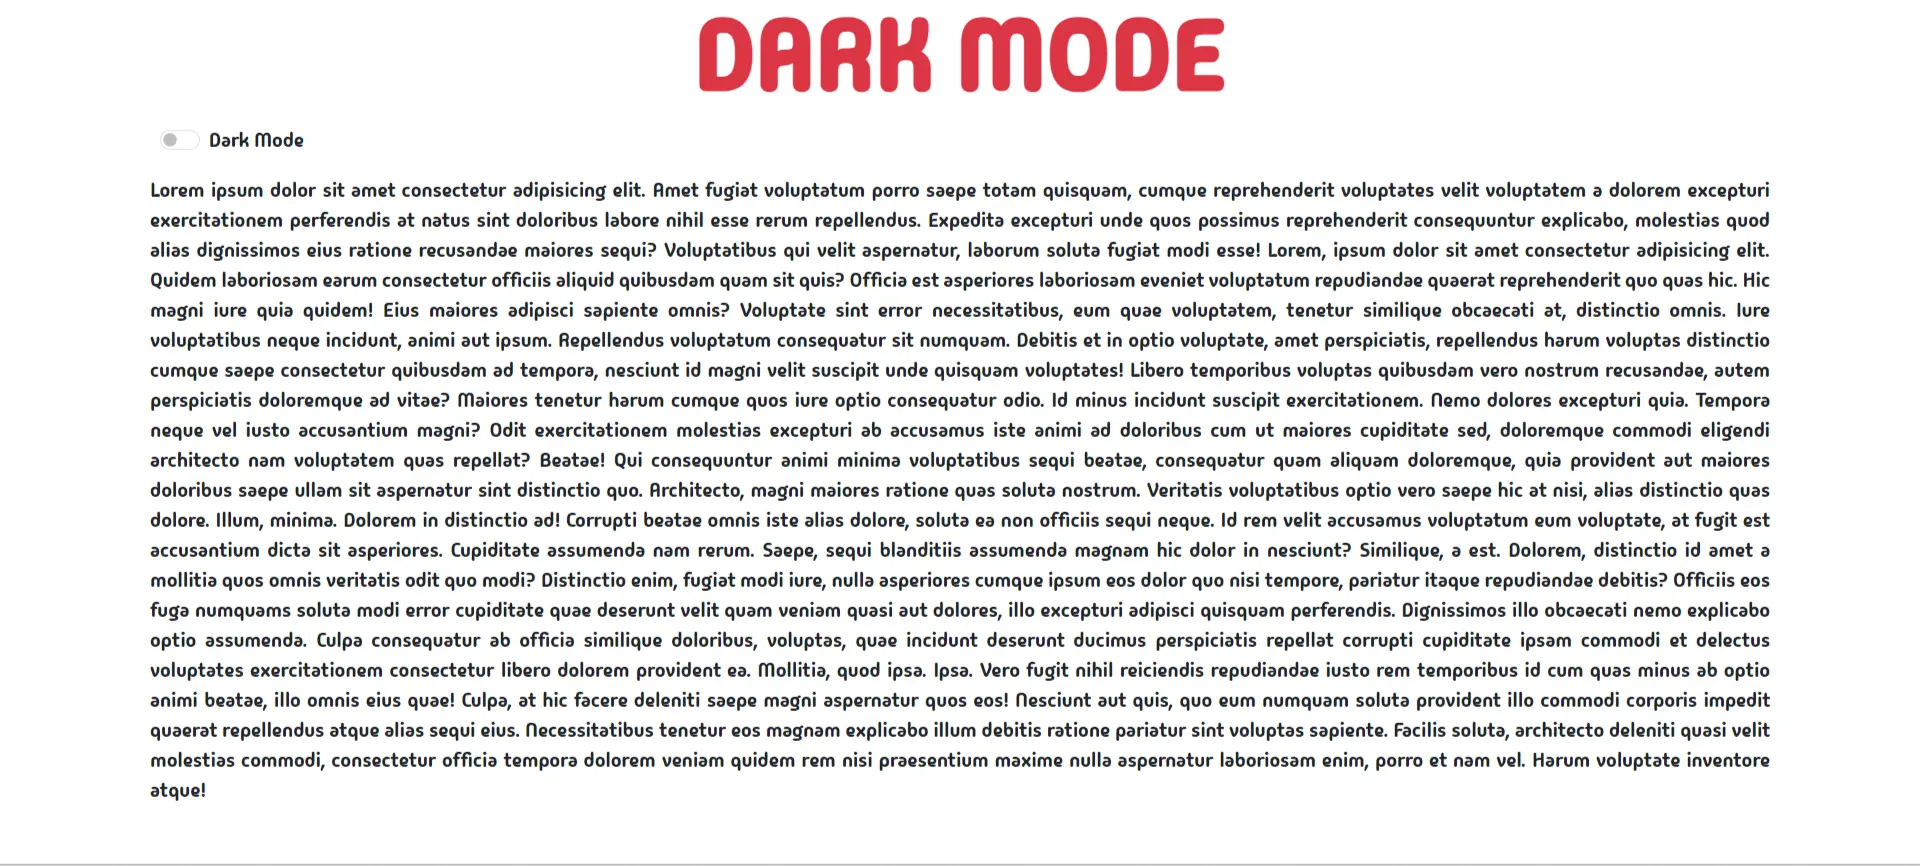 DARK MODE
Dark Mode
Lorem ipsum dolor sit amet consectetur adipisicing elit. Amet fugiat voluptatum porro saepe totam quisquam, cumque reprehenderit voluptates velit voluptatem a dolorem excepturi
exercitationem perferendis at natus sint doloribus labore nihil esse rerum repellendus. Expedita excepturi unde quos possimus reprehenderit consequuntur explicabo, molestias quod
alias dignissimos eius ratione recusandae maiores sequi? Voluptatibus qui velit aspernatur, laborum soluta fugiat modi esse! Lorem, ipsum dolor sit amet consectetur adipisicing elit.
Quidem laboriosam earum consectetur officiis aliquid quibusdam quam sit quis? Officia est asperiores laboriosam eveniet voluptatum repudiandae quaerat reprehenderit quo quas hic. Hic
magni iure quia quidem! Eius maiores adipisci sapiente omnis? Voluptate sint error necessitatibus, eum quae voluptatem, tenetur similique obcaecati at, distinctio omnis. Iure
voluptatibus neque incidunt, animi aut ipsum. Repellendus voluptatum consequatur sit numquam. Debitis et in optio voluptate, amet perspiciatis, repellendus harum voluptas distinctio
cumque saepe consectetur quibusdam ad tempora, nesciunt id magni velit suscipit unde quisquam voluptates! Libero temporibus voluptas quibusdam vero nostrum recusandae, autem
perspiciatis doloremque ad vitae? Maiores tenetur harum cumque quos iure optio consequatur odio. Id minus incidunt suscipit exercitationem. Nemo dolores excepturi quia. Tempora
neque vel iusto accusantium magni? Odit exercitationem molestias excepturi ab accusamus iste animi ad doloribus cum ut maiores cupiditate sed, doloremque commodi eligendi
architecto nam voluptatem quas repellat? Beatae! Qui consequuntur animi minima voluptatibus sequi beatae, consequatur quam aliquam doloremque, quia provident aut maiores
doloribus saepe ullam sit aspernatur sint distinctio quo. Architecto, magni maiores ratione quas soluta nostrum. Veritatis voluptatibus optio vero saepe hic at nisi, alias distinctio quas
dolore. Illum, minima. Dolorem in distinctio ad! Corrupti beatae omnis iste alias dolore, soluta ea non officiis sequi neque. Id rem velit accusamus voluptatum eum voluptate, at fugit est
accusantium dicta sit asperiores. Cupiditate assumenda nam rerum. Saepe, sequi blanditiis assumenda magnam hic dolor in nesciunt? Similique, a est. Dolorem, distinctio id amet a
mollitia quos omnis veritatis odit quo modi? Distinctio enim, fugiat modi iure, nulla asperiores cumque ipsum eos dolor quo nisi tempore, pariatur itaque repudiandae debitis? Officiis eos
fuga numquams soluta modi error cupiditate quae deserunt velit quam veniam quasi aut dolores, illo excepturi adipisci quisquam perferendis. Dignissimos illo obcaecati nemo explicabo
optio assumenda. Culpa consequatur ab officia similique doloribus, voluptas, quae incidunt deserunt ducimus perspiciatis repellat corrupti cupiditate ipsam commodi et delectus
voluptates exercitationem consectetur libero dolorem provident ea. Mollitia, quod ipsa. Ipsa. Vero fugit nihil reiciendis repudiandae iusto rem temporibus id cum quas minus ab optio
animi beatae, illo omnis eius quae! Culpa, at hic facere deleniti saepe magni aspernatur quos eos! Nesciunt aut quis, quo eum numquam soluta provident illo commodi corporis impedit
quaerat repellendus atque alias sequi eius. Necessitatibus tenetur eos magnam explicabo illum debitis ratione pariatur sint voluptas sapiente. Facilis soluta, architecto deleniti quasi velit
molestias commodi, consectetur officia tempora dolorem veniam quidem rem nisi praesentium maxime nulla aspernatur laboriosam enim, porro et nam vel. Harum voluptate inventore
atque!